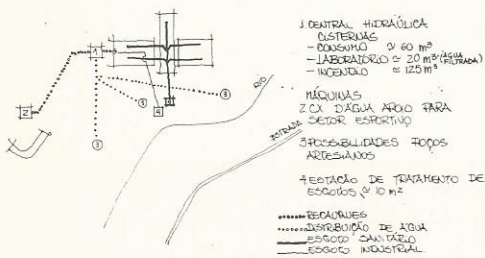 1 CENTRAL HIDRÁULICA
CISTERNAS
- CONSUMO ≈ 60 m³
- LABORATÓRIO ≈ 20 m³ (ÁGUA FILTRADA)
- INCENDIO ≈ 125 m³
MÁQUINAS
2 CX D'ÁGUA APOIO PARA
SETOR ESPORTIVO
3 POSSIBILIDADES POÇOS
ARTESIANOS
4 ESTAÇÃO DE TRATAMENTO DE
ESGOTOS ≈ 10 m²
RECALQUES
DISTRIBUIÇÃO DE ÁGUA
ESGOTO SANITÁRIO
ESGOTO INDUSTRIAL
1
2
3
3
3
4
RIO
ESTRADA